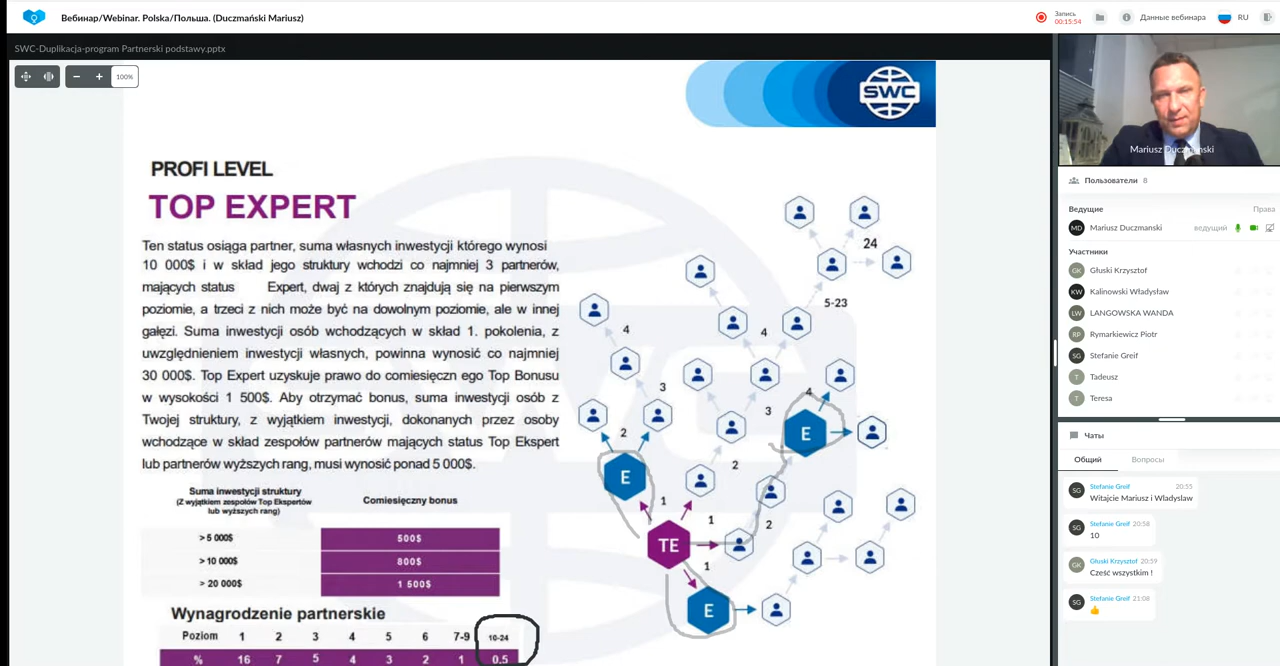 Вебинар/Webinar. Polska/Польша. (Duczmański Mariusz)
Запись
00:15:54
Данные вебинара
RU
SWC-Duplikacja-program Partnerski podstawy.pptx
100%
SWC
PROFI LEVEL
TOP EXPERT
Ten status osiąga partner, suma własnych inwestycji którego wynosi
10 000$ i w skład jego struktury wchodzi co najmniej 3 partnerów,
mających status Expert, dwaj z których znajdują się na pierwszym
poziomie, a trzeci z nich może być na dowolnym poziomie, ale w innej
gałęzi. Suma inwestycji osób wchodzących w skład 1. pokolenia, z
uwzględnieniem inwestycji własnych, powinna wynosić co najmniej
30 000$. Top Expert uzyskuje prawo do comiesięczn ego Top Bonusu
w wysokości 1 500$. Aby otrzymać bonus, suma inwestycji osób z
Twojej struktury, z wyjątkiem inwestycji, dokonanych przez osoby
wchodzące w skład zespołów partnerów mających status Top Ekspert
lub partnerów wyższych rang, musi wynosić ponad 5 000$.
Suma inwestycji struktury
(Z wyjątkiem zespołów Top Ekspertów
lub wyższych rang)
Comiesięczny bonus
> 5 000$ 500$
> 10 000$ 800$
> 20 000$ 1 500$
Wynagrodzenie partnerskie
Poziom 1 2 3 4 5 6 7-9 10-24
% 16 7 5 4 3 2 1 0.5
24
5-23
4
4
3
4
3
2
E
E
2
1
1
2
TE
1
E
Mariusz Duczmanski
Пользователи 8
Ведущие Права
MD Mariusz Duczmanski ведущий
Участники
GK Głuski Krzysztof
KW Kalinowski Władysław
LW LANGOWSKA WANDA
RP Rymarkiewicz Piotr
SG Stefanie Greif
T Tadeusz
T Teresa
Чаты
Общий Вопросы
SG Stefanie Greif 20:55
Witajcie Mariusz i Wladyslaw
SG Stefanie Greif 20:58
10
GK Głuski Krzysztof 20:59
Cześć wszystkim !
SG Stefanie Greif 21:08
👍